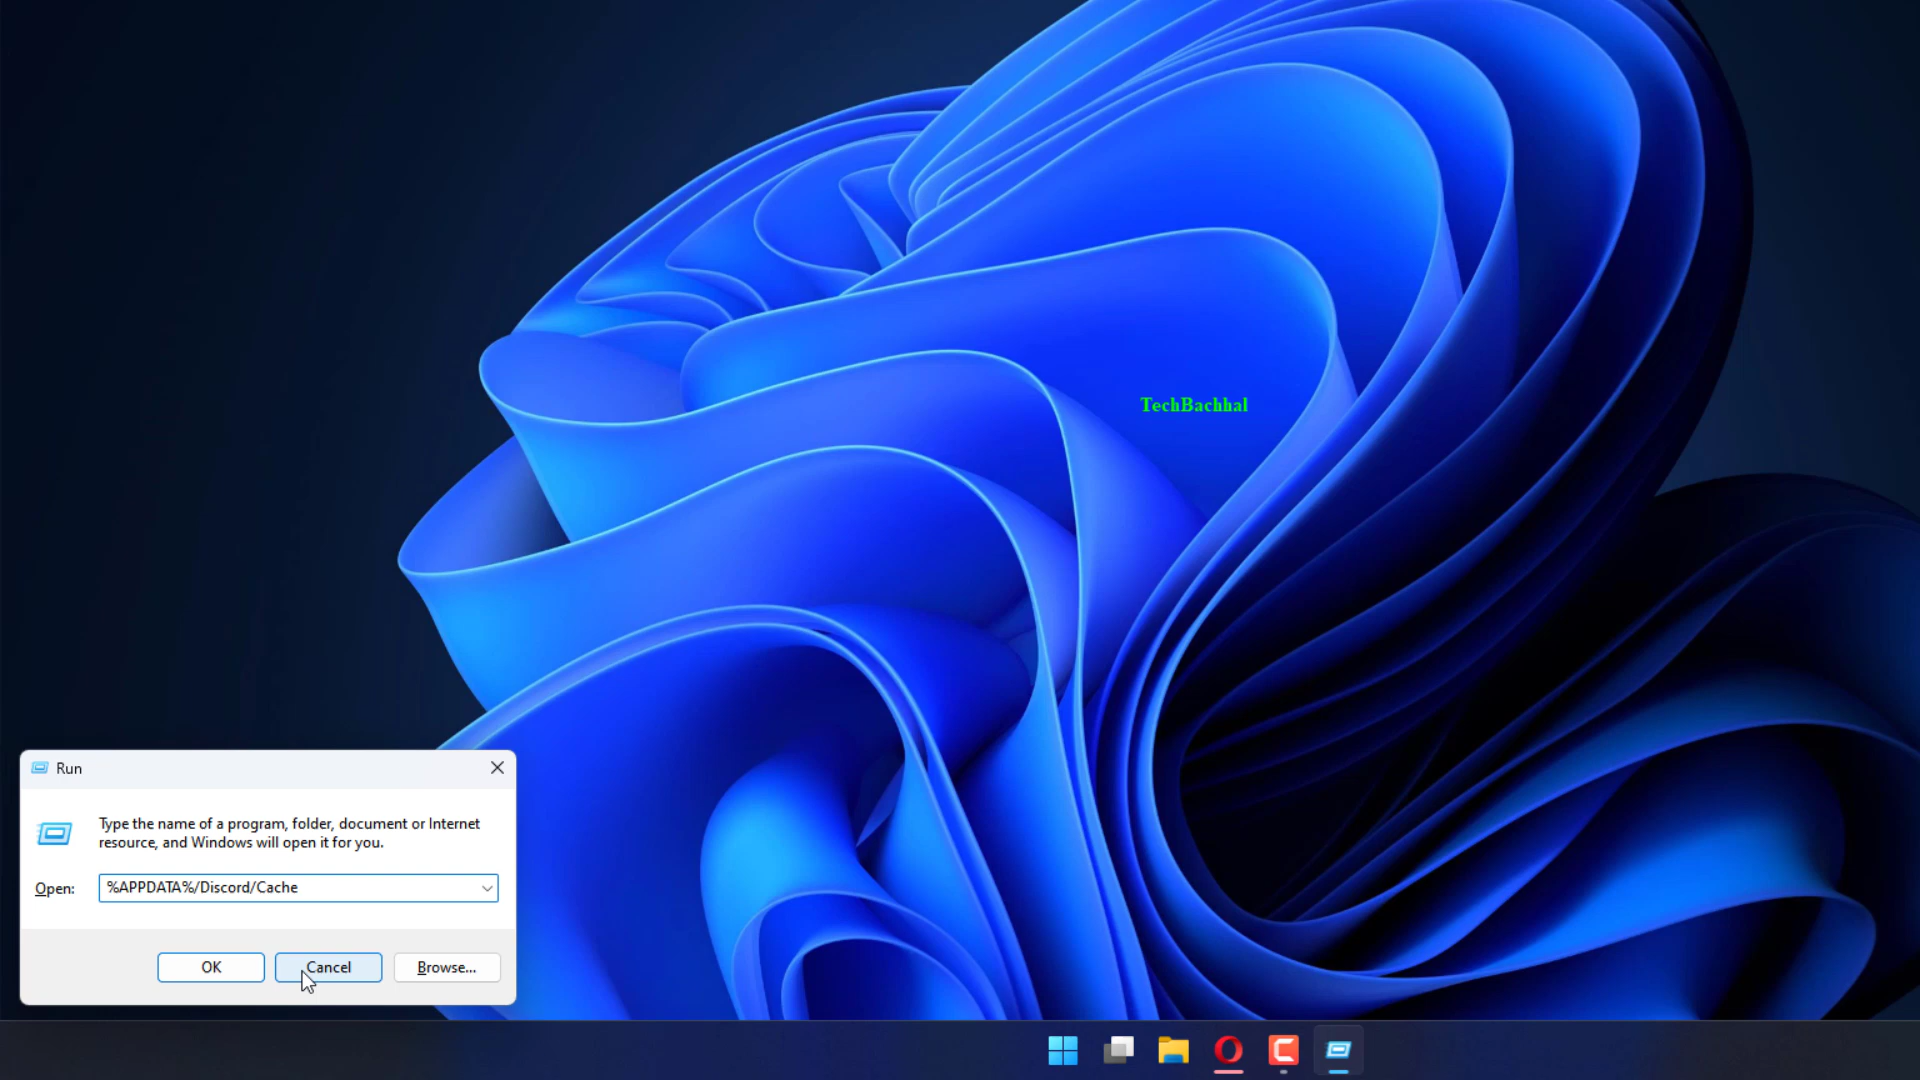 TechBachhal
Run
Type the name of a program, folder, document or Internet
resource, and Windows will open it for you.
Open:
%APPDATA%/Discord/Cache
OK
Cancel
Browse...